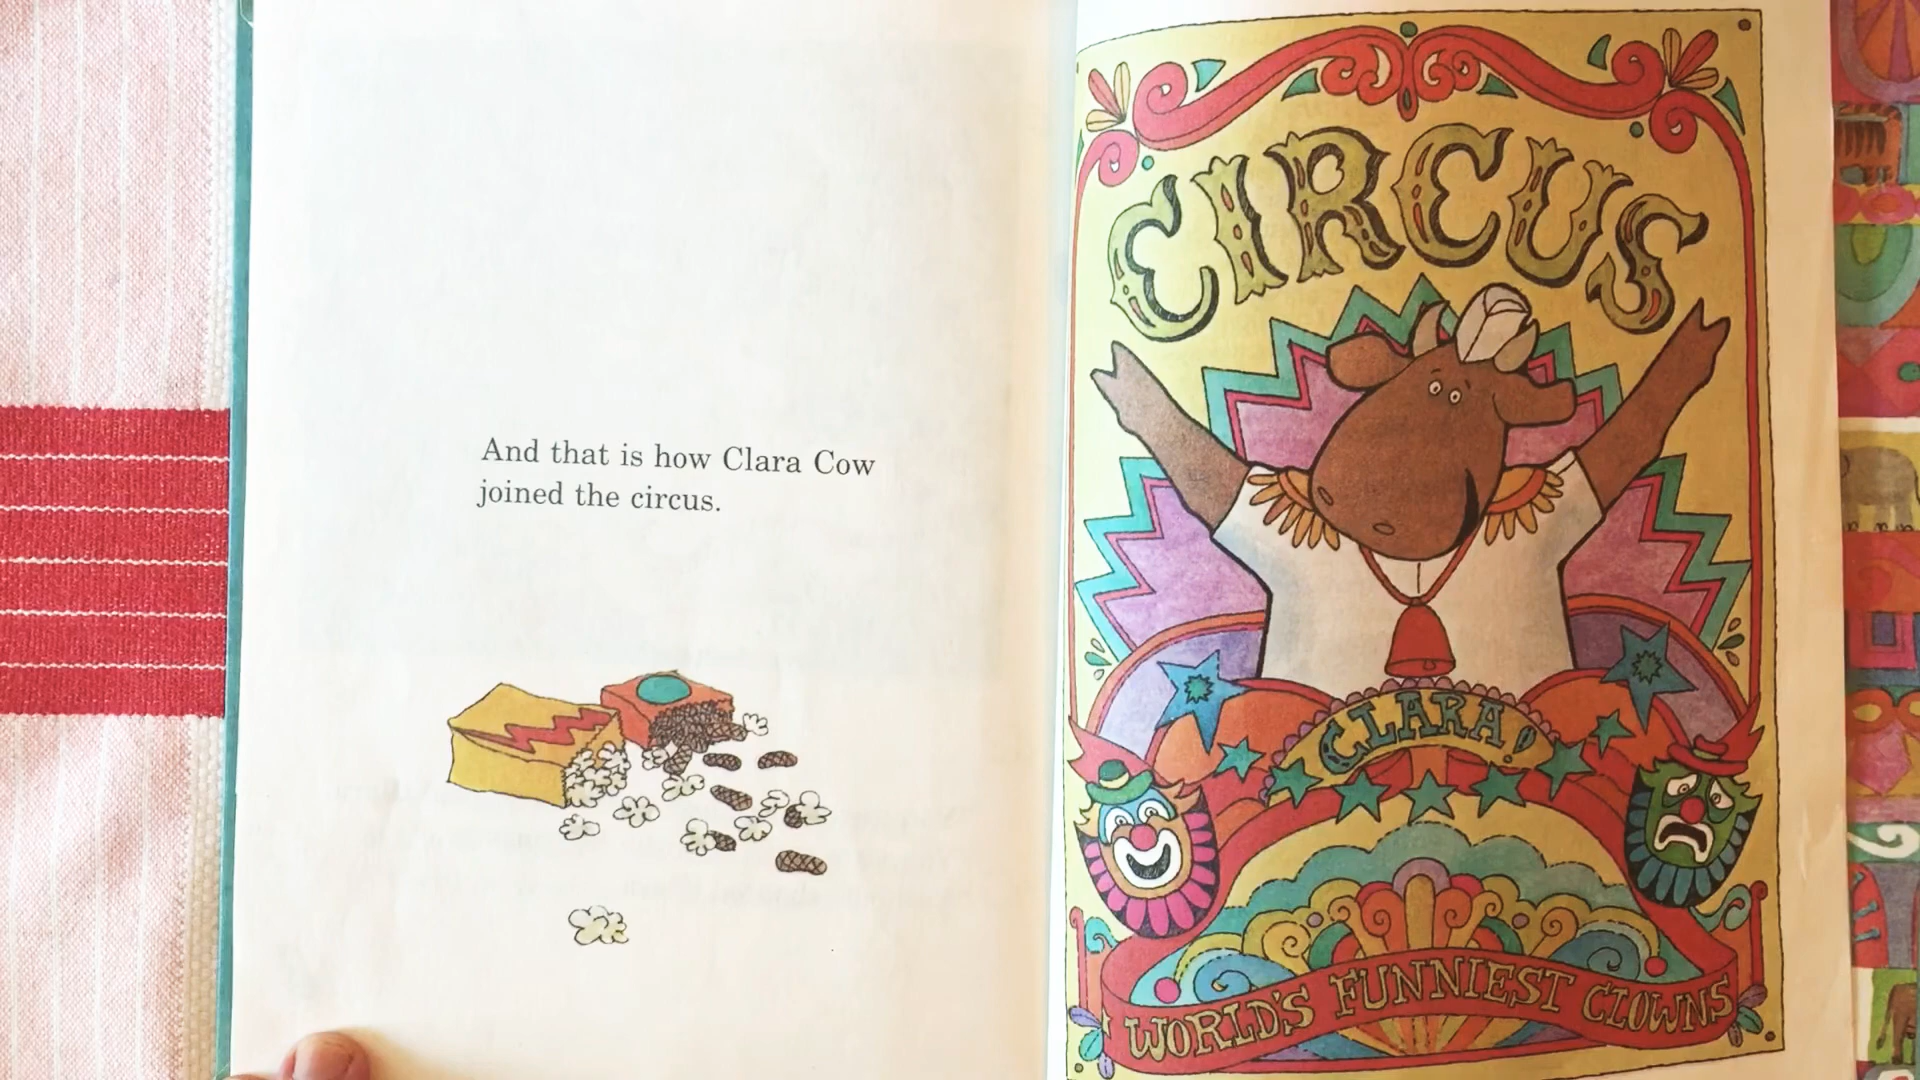 And that is how Clara Cow
joined the circus.
CIRCUS
CLARA!
WORLD'S FUNNIEST CLOWNS